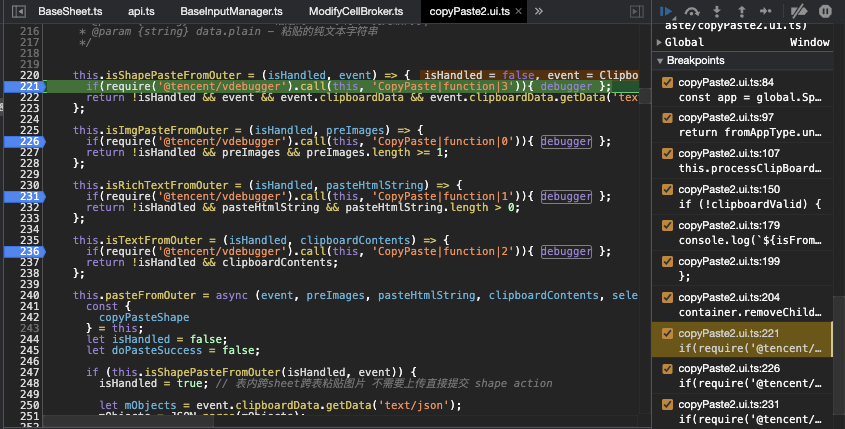 BaseSheet.ts api.ts BaseInputManager.ts ModifyCellBroker.ts copyPaste2.ui.ts × »
216
217 * @param {string} data.plain - 粘贴的纯文本字符串
218 */
219
220 this.isShapePasteFromOuter = (isHandled, event) => { isHandled = false, event = Clipbo
221 if(require('@tencent/vdebugger').call(this, 'CopyPaste|function|3')){ debugger };
222 return !isHandled && event && event.clipboardData && event.clipboardData.getData('tex
223 };
224
225 this.isImgPasteFromOuter = (isHandled, preImages) => {
226 if(require('@tencent/vdebugger').call(this, 'CopyPaste|function|0')){ debugger };
227 return !isHandled && preImages && preImages.length >= 1;
228 };
229
230 this.isRichTextFromOuter = (isHandled, pasteHtmlString) => {
231 if(require('@tencent/vdebugger').call(this, 'CopyPaste|function|1')){ debugger };
232 return !isHandled && pasteHtmlString && pasteHtmlString.length > 0;
233 };
234
235 this.isTextFromOuter = (isHandled, clipboardContents) => {
236 if(require('@tencent/vdebugger').call(this, 'CopyPaste|function|2')){ debugger };
237 return !isHandled && clipboardContents;
238 };
239
240 this.pasteFromOuter = async (event, preImages, pasteHtmlString, clipboardContents, sele
241 const {
242 copyPasteShape
243 } = this;
244 let isHandled = false;
245 let doPasteSuccess = false;
246
247 if (this.isShapePasteFromOuter(isHandled, event)) {
248 isHandled = true; // 表内跨sheet跨表粘贴图片 不需要上传直接提交 shape action
249
250 let mObjects = event.clipboardData.getData('text/json');
251
252
aste/copyPaste2.ui.ts)
Global Window
Breakpoints
copyPaste2.ui.ts:84
const app = global.Sp…
copyPaste2.ui.ts:97
return fromAppType.un…
copyPaste2.ui.ts:107
this.processClipBoard…
copyPaste2.ui.ts:150
if (!clipboardValid) {
copyPaste2.ui.ts:179
console.log(`${isFrom…
copyPaste2.ui.ts:199
};
copyPaste2.ui.ts:204
container.removeChild…
copyPaste2.ui.ts:221
if(require('@tencent/…
copyPaste2.ui.ts:226
if(require('@tencent/…
copyPaste2.ui.ts:231
if(require('@tencent/…